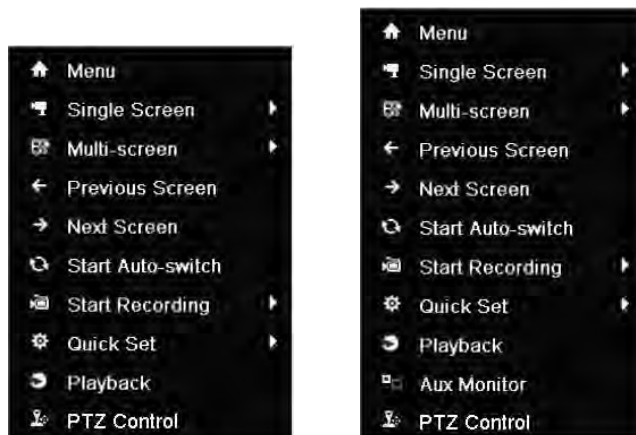 Menu
Single Screen
Multi-screen
Previous Screen
Next Screen
Start Auto-switch
Start Recording
Quick Set
Playback
PTZ Control
Menu
Single Screen
Multi-screen
Previous Screen
Next Screen
Start Auto-switch
Start Recording
Quick Set
Playback
Aux Monitor
PTZ Control